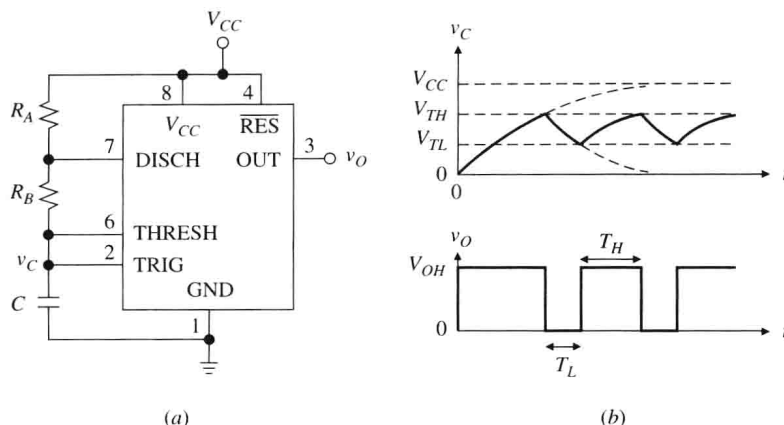 V_CC
8
4
R_A
V_CC
RES
7
DISCH
OUT
3
v_O
R_B
6
THRESH
v_C
2
TRIG
C
GND
1
(a)
v_C
V_CC
V_TH
V_TL
0
0
t
v_O
V_OH
T_H
0
t
T_L
(b)